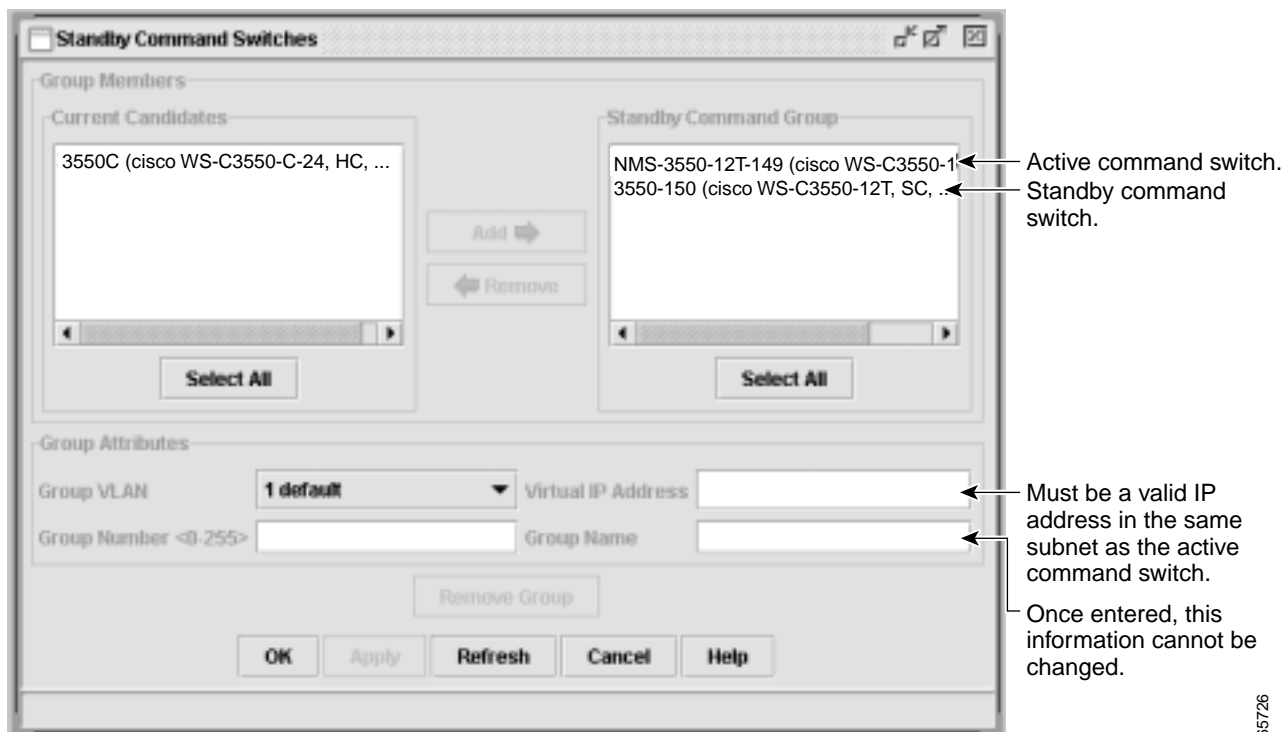 Standby Command Switches
Group Members
Current Candidates
3550C (cisco WS-C3550-C-24, HC, ...
Add
Remove
Select All
Standby Command Group
NMS-3550-12T-149 (cisco WS-C3550-1
3550-150 (cisco WS-C3550-12T, SC, ..
Select All
Active command switch.
Standby command
switch.
Group Attributes
Group VLAN 1 default Virtual IP Address
Group Number <0-255> Group Name
Must be a valid IP
address in the same
subnet as the active
command switch.
Once entered, this
information cannot be
changed.
Remove Group
OK Apply Refresh Cancel Help